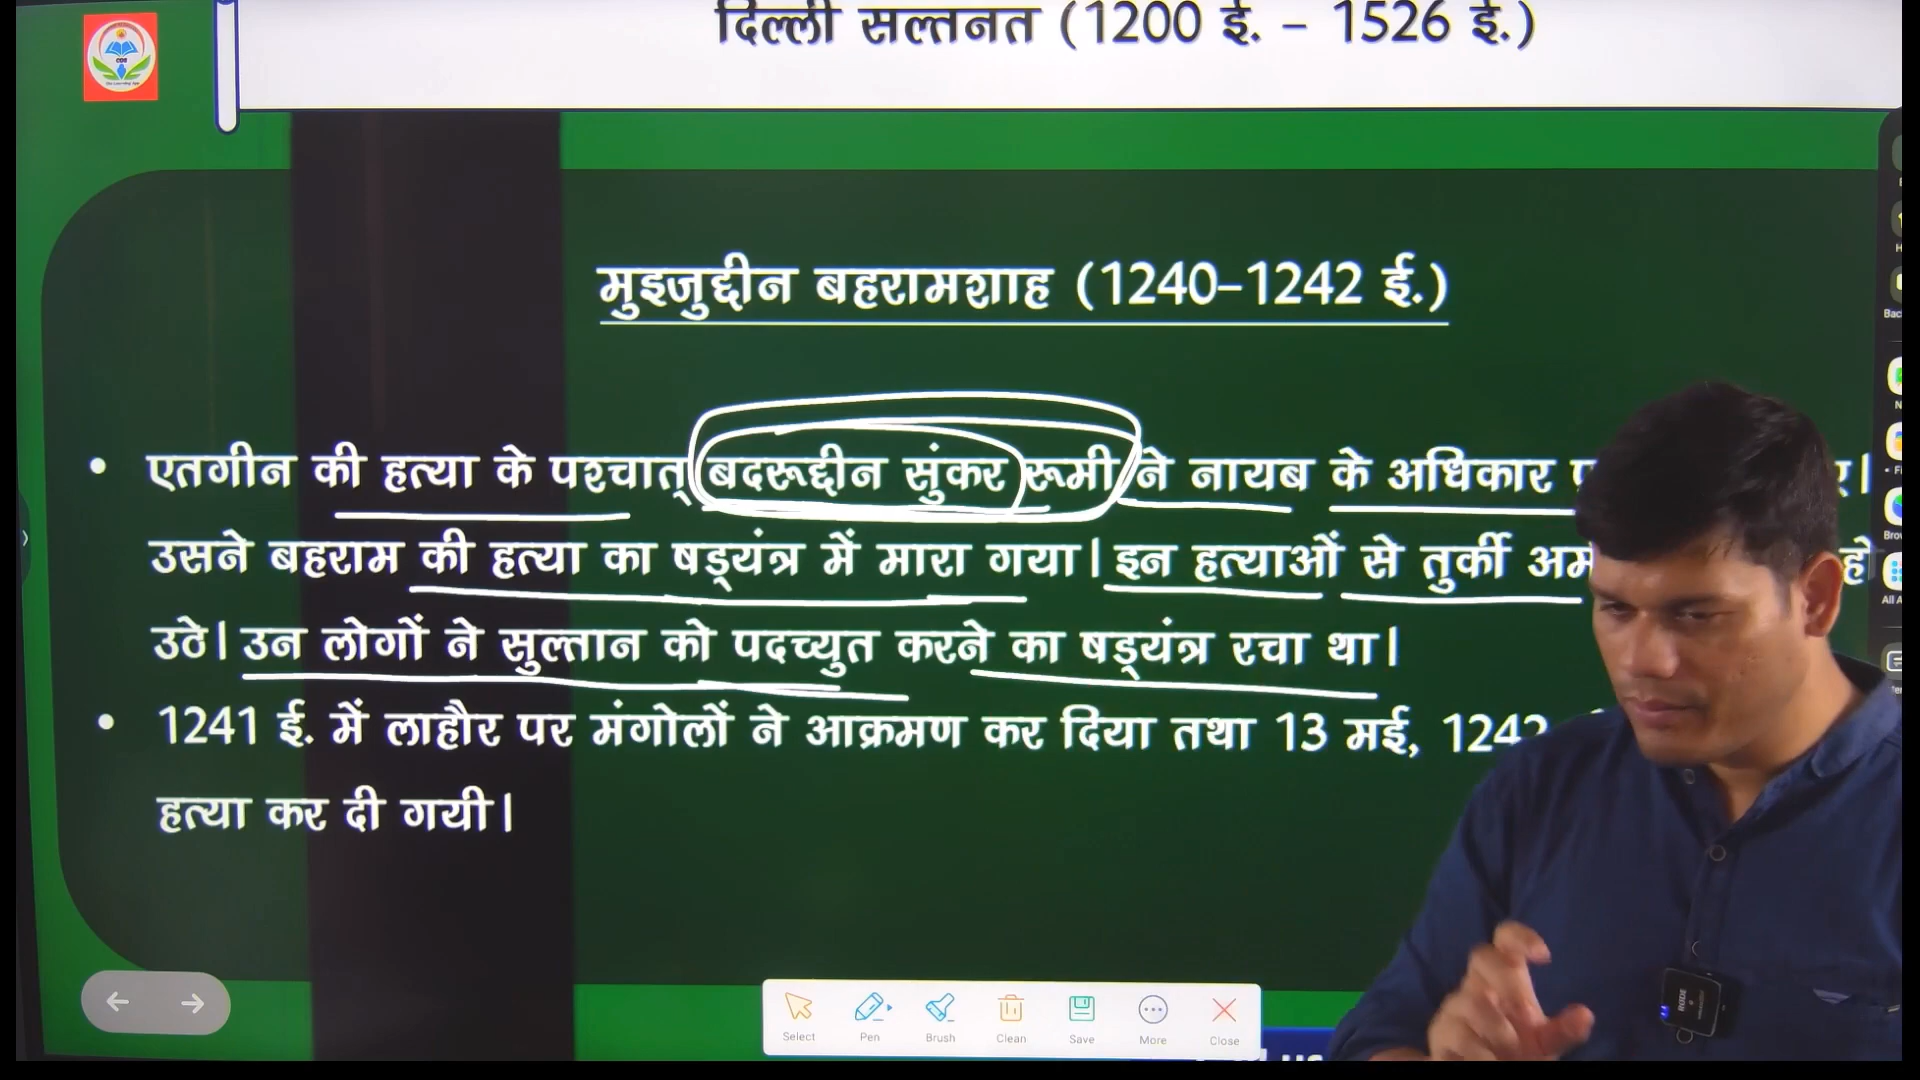 दिल्ली सल्तनत (1200 ई. – 1526 ई.)
मुइजुद्दीन बहरामशाह (1240–1242 ई.)
• एतगीन की हत्या के पश्चात् बदरूद्दीन सुंकर रूमी ने नायब के अधिकार
उसने बहराम की हत्या का षड्यंत्र में मारा गया। इन हत्याओं से तुर्की हो
उठे। उन लोगों ने सुल्तान को पदच्युत करने का षड्यंत्र रचा था।
• 1241 ई. में लाहौर पर मंगोलों ने आक्रमण कर दिया तथा 13 मई, 1242
हत्या कर दी गयी।
Select Pen Brush Clean Save More Close
RODE